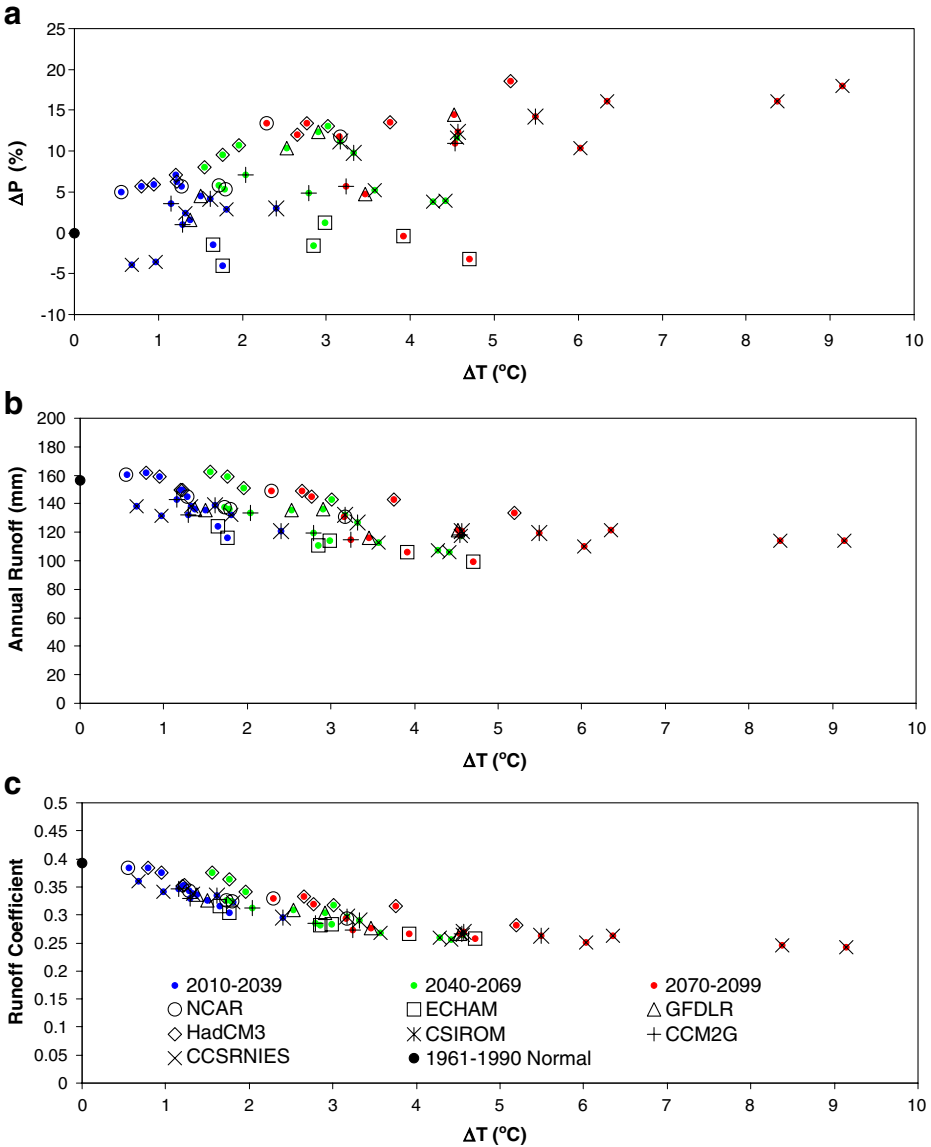 a
25
20
15
10
5
0
-5
-10
ΔP (%)
0 1 2 3 4 5 6 7 8 9 10
ΔT (°C)
b
200
180
160
140
120
100
80
60
40
20
0
Annual Runoff (mm)
0 1 2 3 4 5 6 7 8 9 10
ΔT (°C)
c
0.5
0.45
0.4
0.35
0.3
0.25
0.2
0.15
0.1
0.05
0
Runoff Coefficient
2010-2039 2040-2069 2070-2099
NCAR ECHAM GFDLR
HadCM3 CSIROM CCM2G
CCSRNIES 1961-1990 Normal
0 1 2 3 4 5 6 7 8 9 10
ΔT (°C)